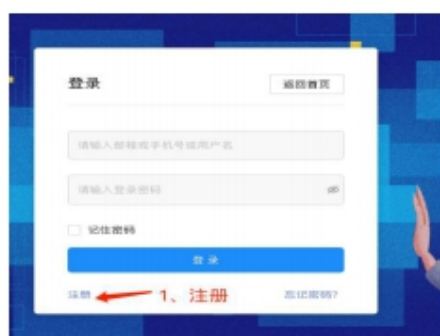 登录
返回首页
请输入邮箱或手机号或用户名
请输入登录密码
记住密码
登录
注册
1、注册
忘记密码?